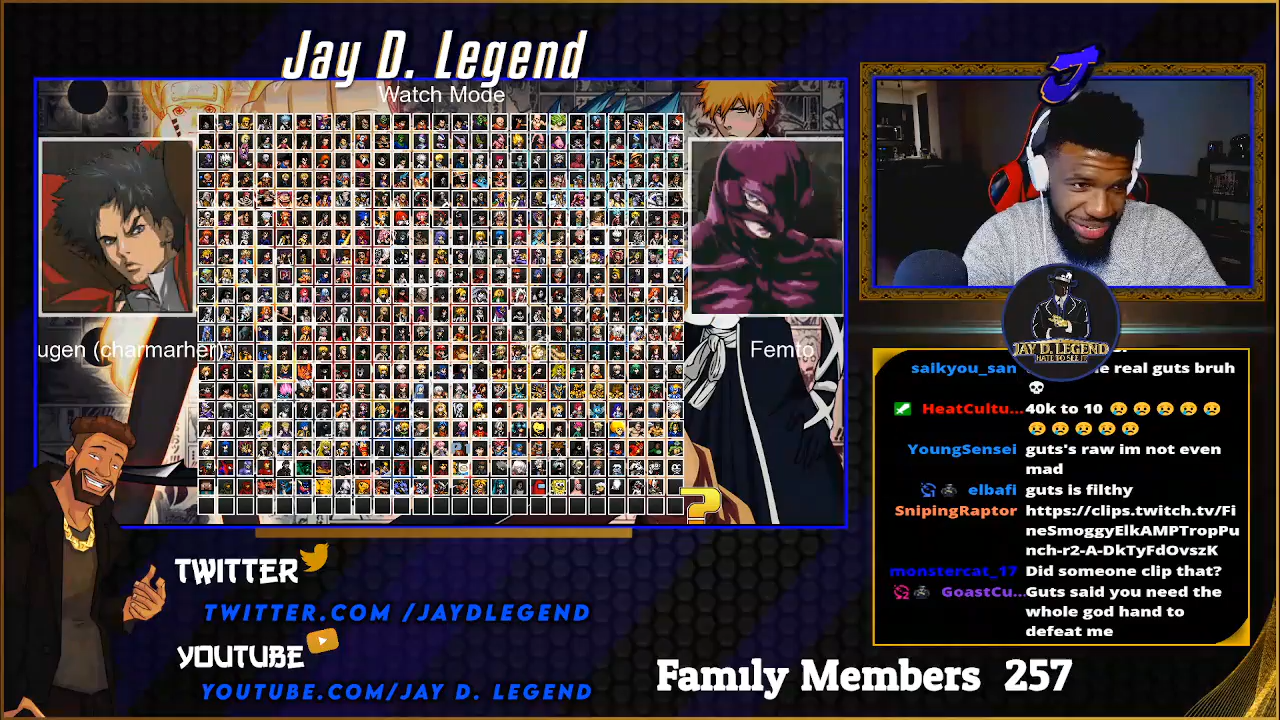 Jay D. Legend
Watch Mode
ugen (charmarher)
Femto
J
JAY D. LEGEND
saikyou_san
real guts bruh
💀
HeatCultu... 40k to 10 😢 😢 😢 😢 😢
😢 😢 😢 😢 😢
YoungSensei guts's raw im not even
mad
elbafi guts is filthy
SnipingRaptor https://clips.twitch.tv/Fi
neSmoggyElkAMPTropPu
nch-r2-A-DkTyFdOvszK
monstercat_17 Did someone clip that?
GoastCu... Guts said you need the
whole god hand to
defeat me
TWITTER
TWITTER.COM /JAYDLEGEND
YOUTUBE
YOUTUBE.COM/JAY D. LEGEND
Family Members 257